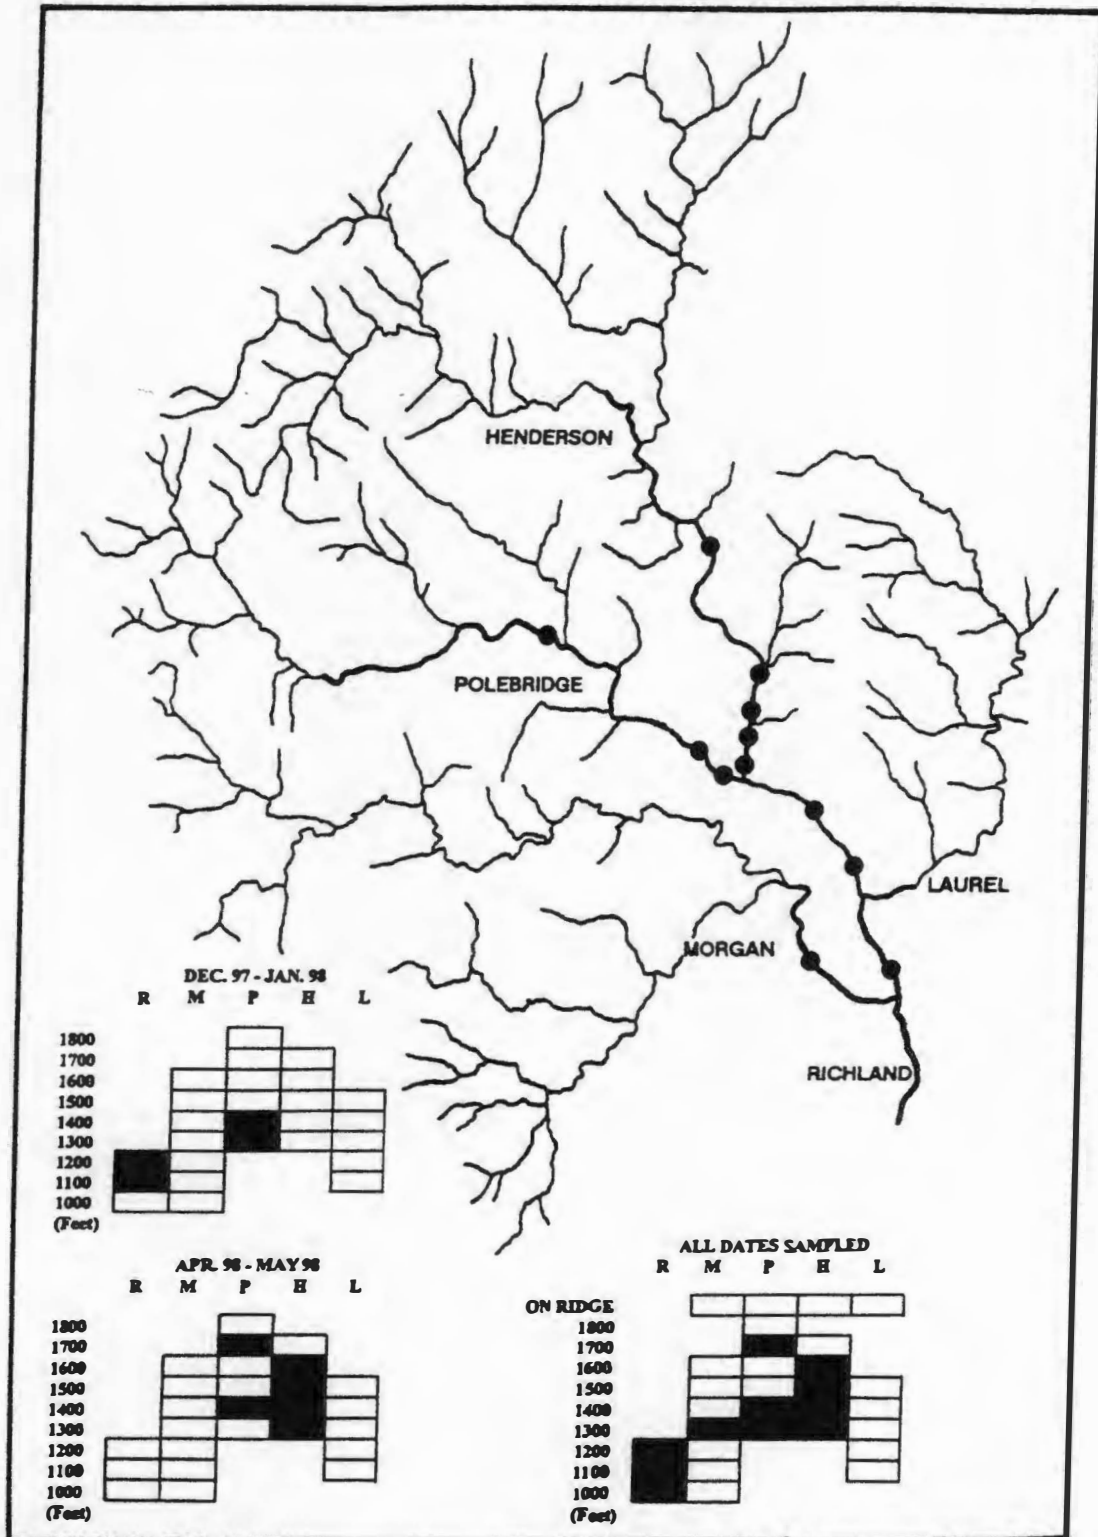 HENDERSON
POLEBRIDGE
LAUREL
MORGAN
RICHLAND
DEC. 97 - JAN. 98
R M P H L
1800
1700
1600
1500
1400
1300
1200
1100
1000
(Feet)
APR. 98 - MAY 98
R M P H L
1800
1700
1600
1500
1400
1300
1200
1100
1000
(Feet)
ALL DATES SAMPLED
R M P H L
ON RIDGE
1800
1700
1600
1500
1400
1300
1200
1100
1000
(Feet)